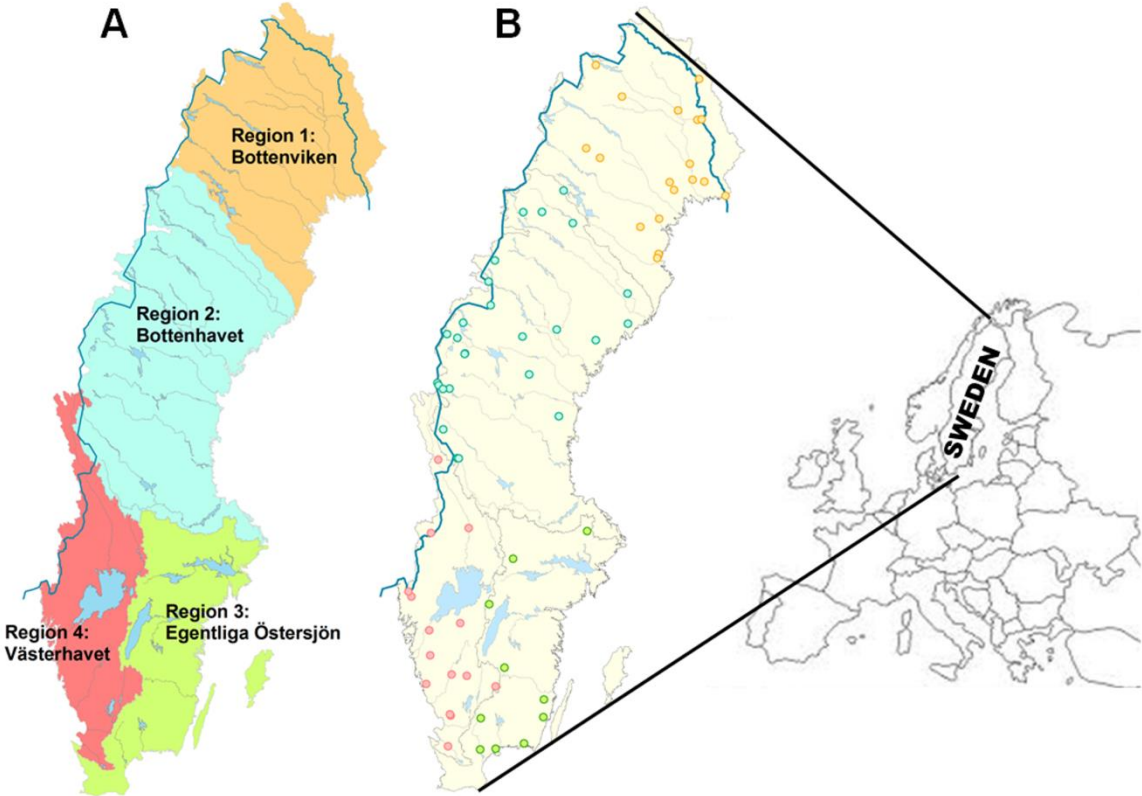 A
B
Region 1:
Bottenviken
Region 2:
Bottenhavet
Region 3:
Egentliga Östersjön
Region 4:
Västerhavet
SWEDEN